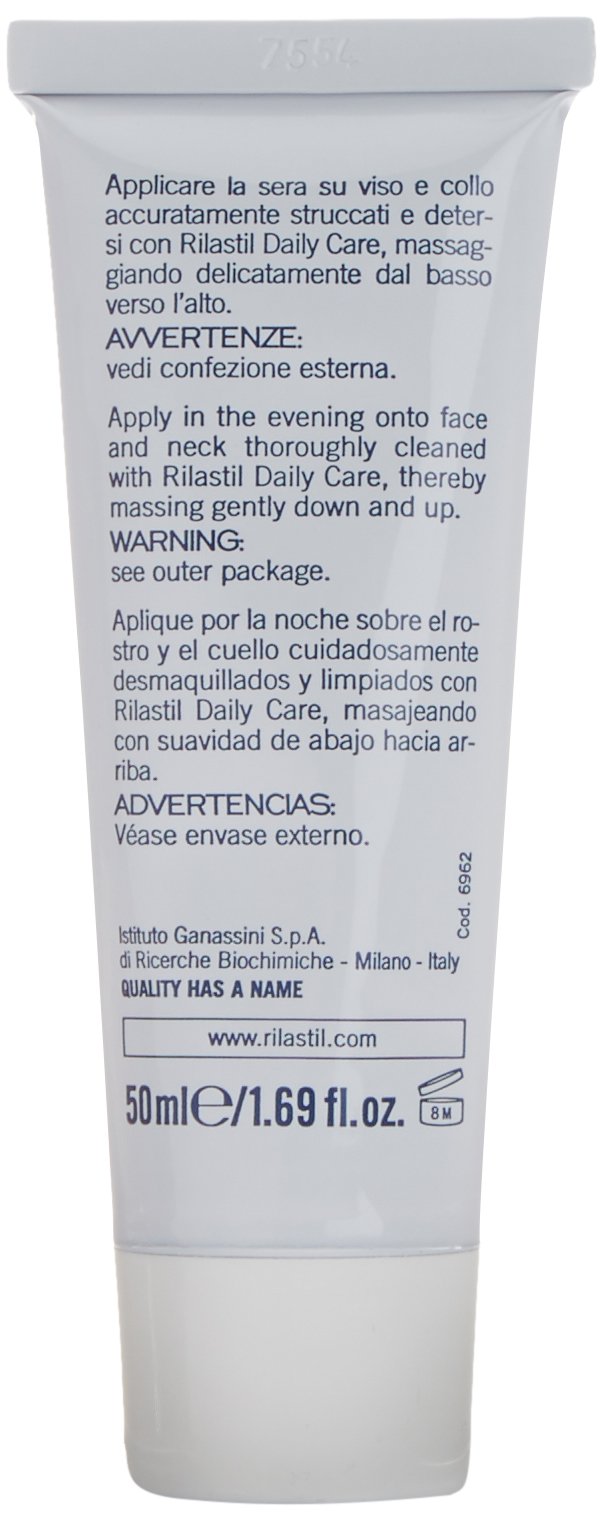 7554
Applicare la sera su viso e collo
accuratamente struccati e deter-
si con Rilastil Daily Care, massag-
giando delicatamente dal basso
verso l'alto.
AVVERTENZE:
vedi confezione esterna.
Apply in the evening onto face
and neck thoroughly cleaned
with Rilastil Daily Care, thereby
massing gently down and up.
WARNING:
see outer package.
Aplique por la noche sobre el ro-
stro y el cuello cuidadosamente
desmaquillados y limpiados con
Rilastil Daily Care, masajeando
con suavidad de abajo hacia ar-
riba.
ADVERTENCIAS:
Véase envase externo.
Cod. 6962
Istituto Ganassini S.p.A.
di Ricerche Biochimiche - Milano - Italy
QUALITY HAS A NAME
www.rilastil.com
50ml℮/1.69 fl.oz.
8 M